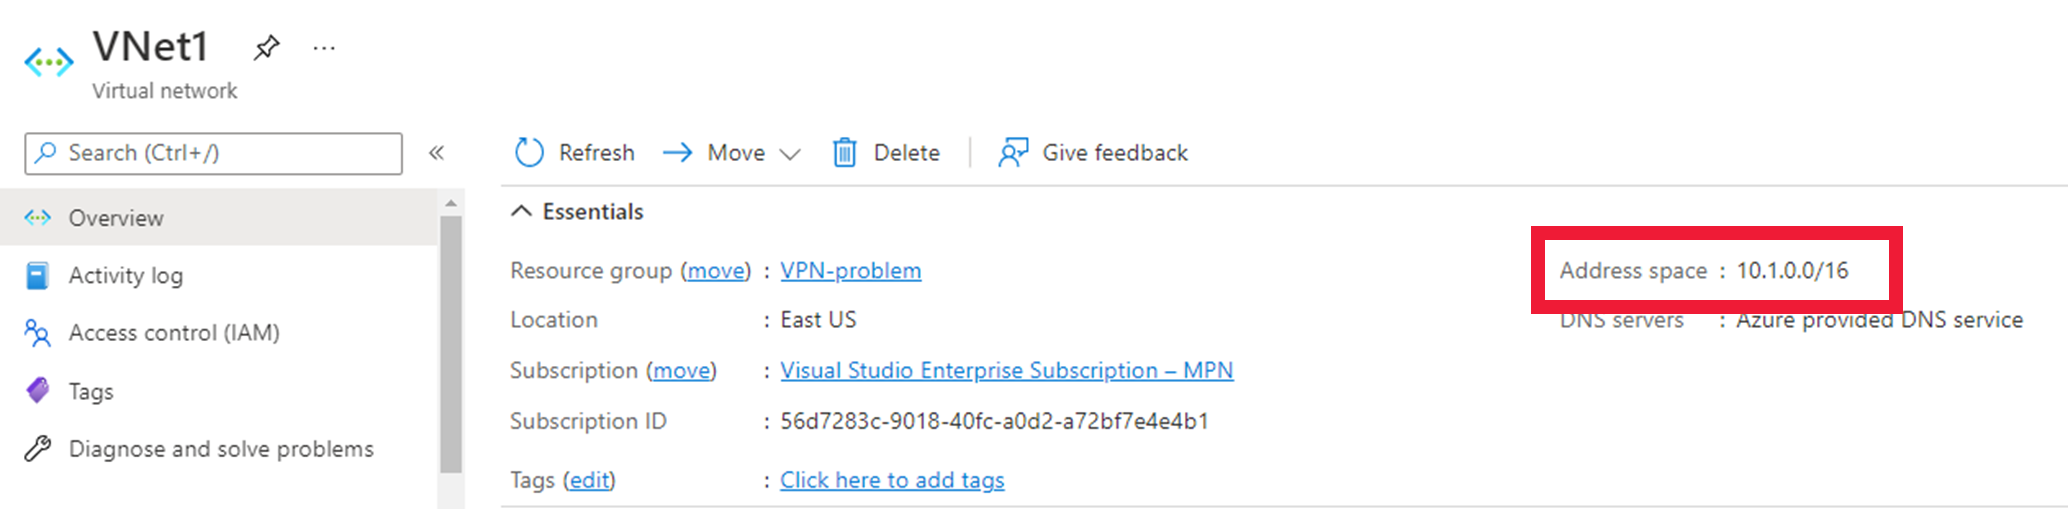 VNet1
Virtual network
Search (Ctrl+/)
Refresh Move Delete Give feedback
Overview
Activity log
Access control (IAM)
Tags
Diagnose and solve problems
Essentials
Resource group (move) : VPN-problem
Location : East US
Subscription (move) : Visual Studio Enterprise Subscription – MPN
Subscription ID : 56d7283c-9018-40fc-a0d2-a72bf7e4e4b1
Tags (edit) : Click here to add tags
Address space : 10.1.0.0/16
DNS servers : Azure provided DNS service